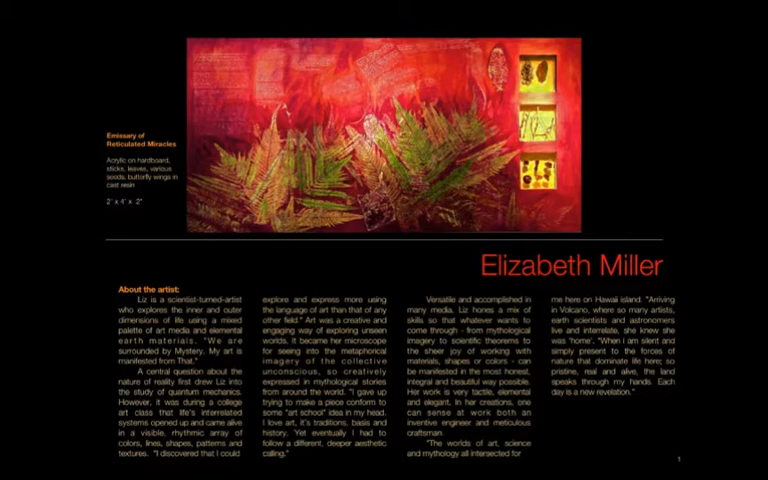 Emissary of
Reticulated Miracles
Acrylic on hardboard,
sticks, leaves, various
seeds, butterfly wings in
cast resin
2' x 4' x 2"
Elizabeth Miller
About the artist:
Liz is a scientist-turned-artist
who explores the inner and outer
dimensions of life using a mixed
palette of art media and elemental
earth materials. "We are
surrounded by Mystery. My art is
manifested from That."
A central question about the
nature of reality first drew Liz into
the study of quantum mechanics.
However, it was during a college
art class that life's interrelated
systems opened up and came alive
in a visible, rhythmic array of
colors, lines, shapes, patterns and
textures. "I discovered that I could
explore and express more using
the language of art than that of any
other field." Art was a creative and
engaging way of exploring unseen
worlds. It became her microscope
for seeing into the metaphorical
imagery of the collective
unconscious, so creatively
expressed in mythological stories
from around the world. "I gave up
trying to make a piece conform to
some "art school" idea in my head.
I love art, it's traditions, basis and
history. Yet eventually I had to
follow a different, deeper aesthetic
calling."
Versatile and accomplished in
many media, Liz hones a mix of
skills so that whatever wants to
come through - from mythological
imagery to scientific theorems to
the sheer joy of working with
materials, shapes or colors - can
be manifested in the most honest,
integral and beautiful way possible.
Her work is very tactile, elemental
and elegant. In her creations, one
can sense at work both an
inventive engineer and meticulous
craftsman.
"The worlds of art, science
and mythology all intersected for
me here on Hawaii island. "Arriving
in Volcano, where so many artists,
earth scientists and astronomers
live and interrelate, she knew she
was 'home'. "When I am silent and
simply present to the forces of
nature that dominate life here; so
pristine, real and alive, the land
speaks through my hands. Each
day is a new revelation."
1